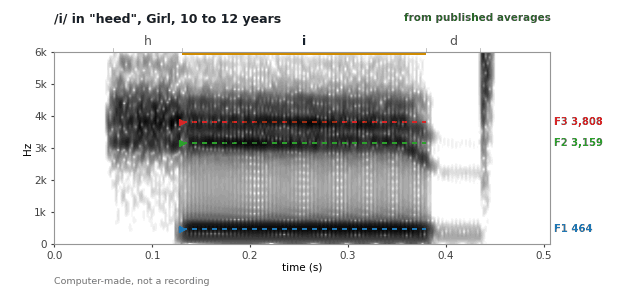 /i/ in "heed", Girl, 10 to 12 years
from published averages
h i d
6k
5k
4k
3k
2k
1k
0
Hz
F3 3,808
F2 3,159
F1 464
0.0 0.1 0.2 0.3 0.4 0.5
time (s)
Computer-made, not a recording